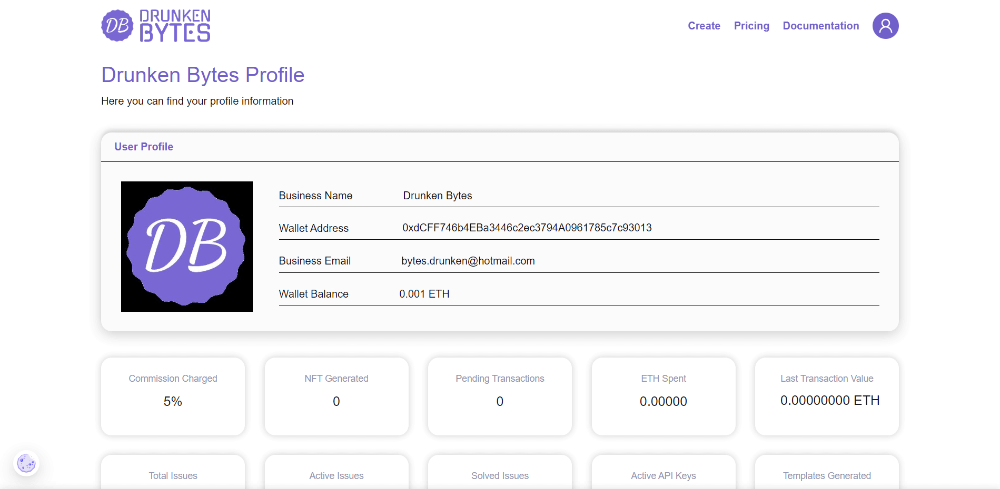 DB DRUNKEN BYTES
Create Pricing Documentation
Drunken Bytes Profile
Here you can find your profile information
User Profile
DB
Business Name Drunken Bytes
Wallet Address 0xdCFF746b4EBa3446c2ec3794A0961785c7c93013
Business Email bytes.drunken@hotmail.com
Wallet Balance 0.001 ETH
Commission Charged NFT Generated Pending Transactions ETH Spent Last Transaction Value
5% 0 0 0.00000 0.00000000 ETH
Total Issues Active Issues Solved Issues Active API Keys Templates Generated